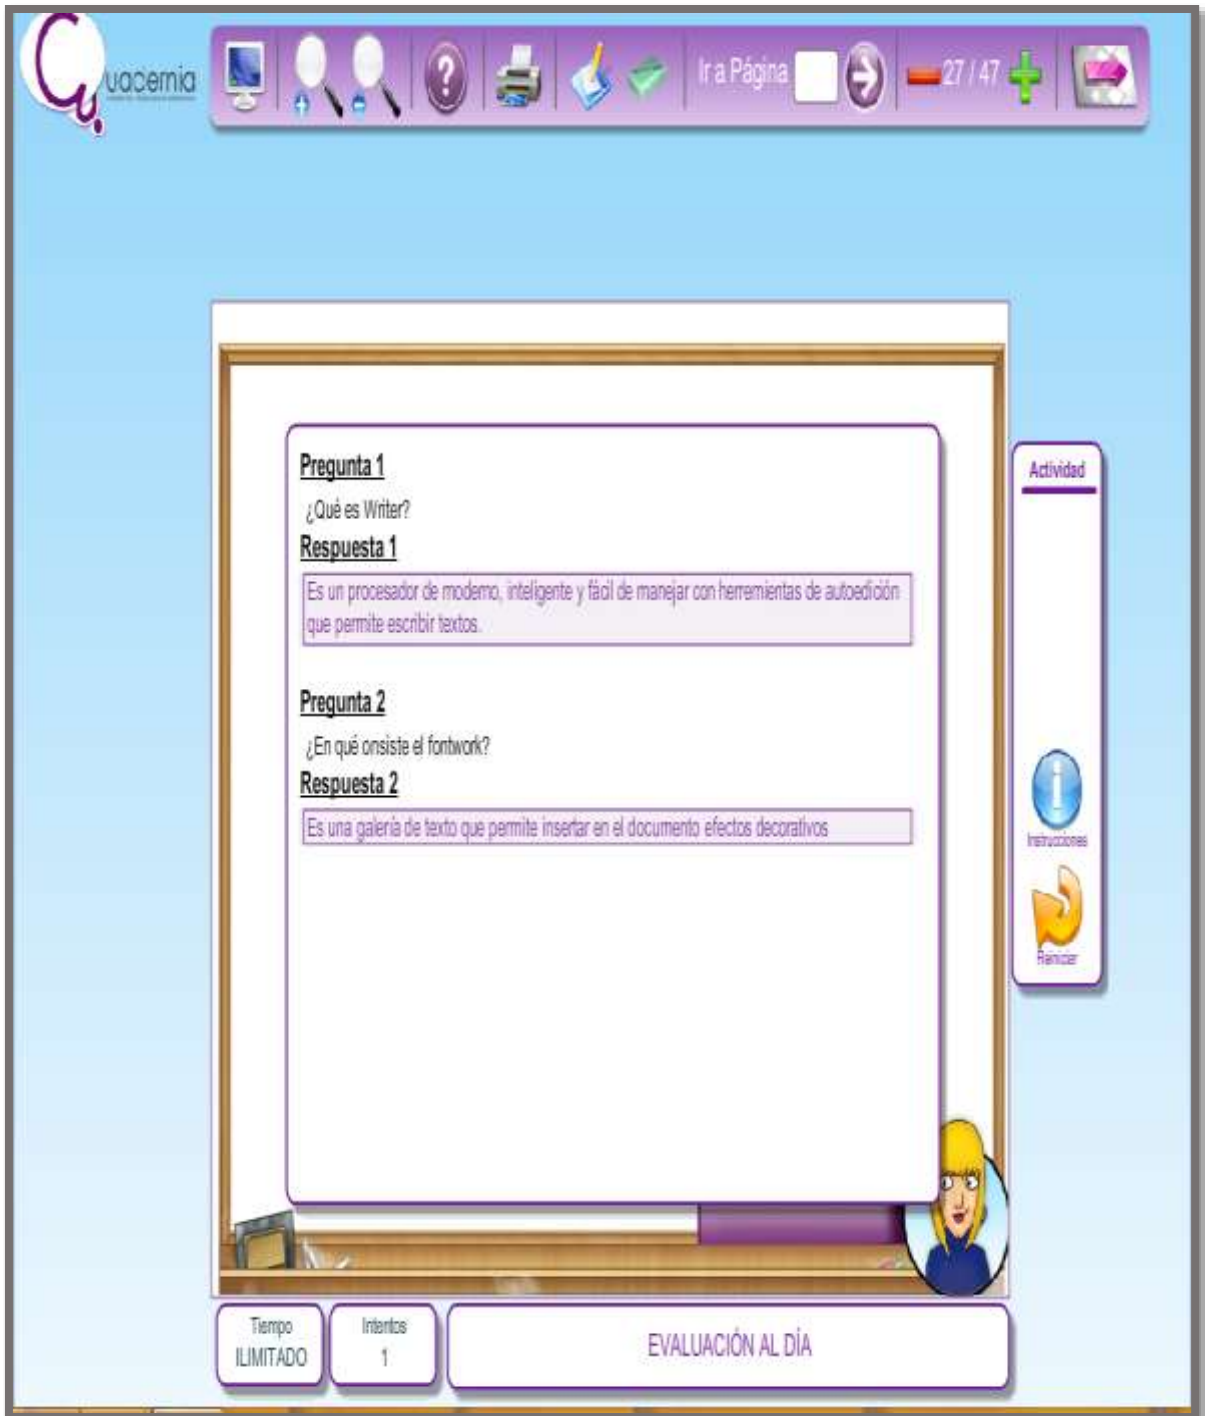 uacernia
Ir a Página
27 / 47
Pregunta 1
¿Qué es Writer?
Respuesta 1
Es un procesador de moderno, inteligente y fácil de manejar con herremientas de autoedición
que permite escribir textos.
Pregunta 2
¿En qué onsiste el fontwork?
Respuesta 2
Es una galería de texto que permite insertar en el documento efectos decorativos
Actividad
Instrucciones
Reiniciar
Tiempo
ILIMITADO
Intentos
1
EVALUACIÓN AL DÍA